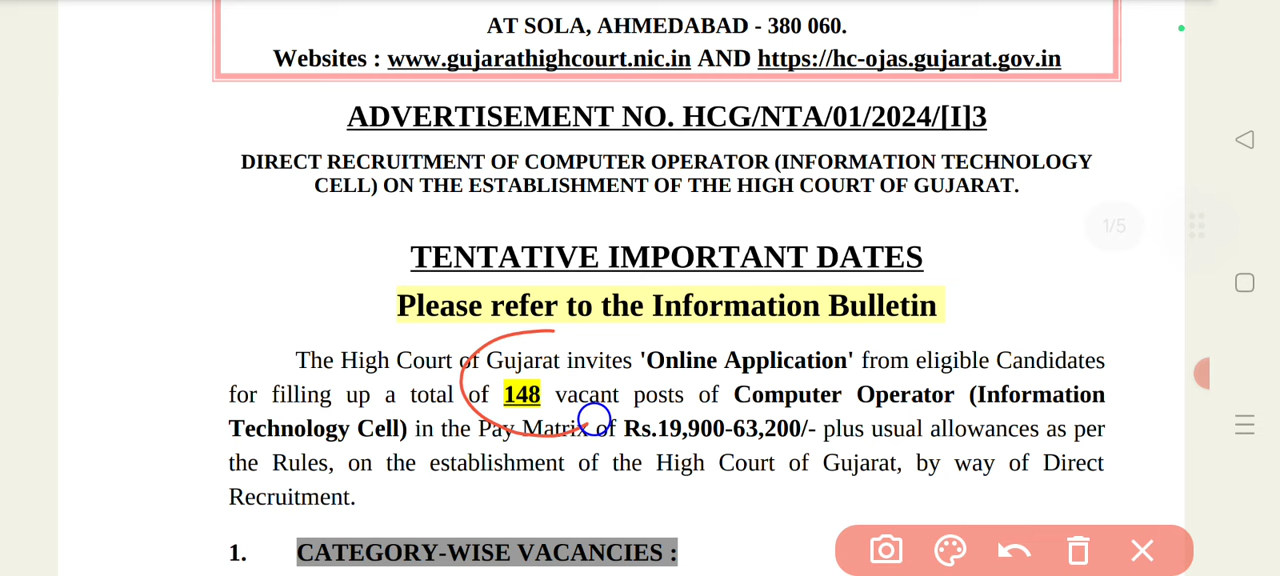 AT SOLA, AHMEDABAD - 380 060.
Websites : www.gujarathighcourt.nic.in AND https://hc-ojas.gujarat.gov.in
ADVERTISEMENT NO. HCG/NTA/01/2024/[I]3
DIRECT RECRUITMENT OF COMPUTER OPERATOR (INFORMATION TECHNOLOGY
CELL) ON THE ESTABLISHMENT OF THE HIGH COURT OF GUJARAT.
1/5
TENTATIVE IMPORTANT DATES
Please refer to the Information Bulletin
The High Court of Gujarat invites 'Online Application' from eligible Candidates
for filling up a total of 148 vacant posts of Computer Operator (Information
Technology Cell) in the Pay Matrix of Rs.19,900-63,200/- plus usual allowances as per
the Rules, on the establishment of the High Court of Gujarat, by way of Direct
Recruitment.
1. CATEGORY-WISE VACANCIES :